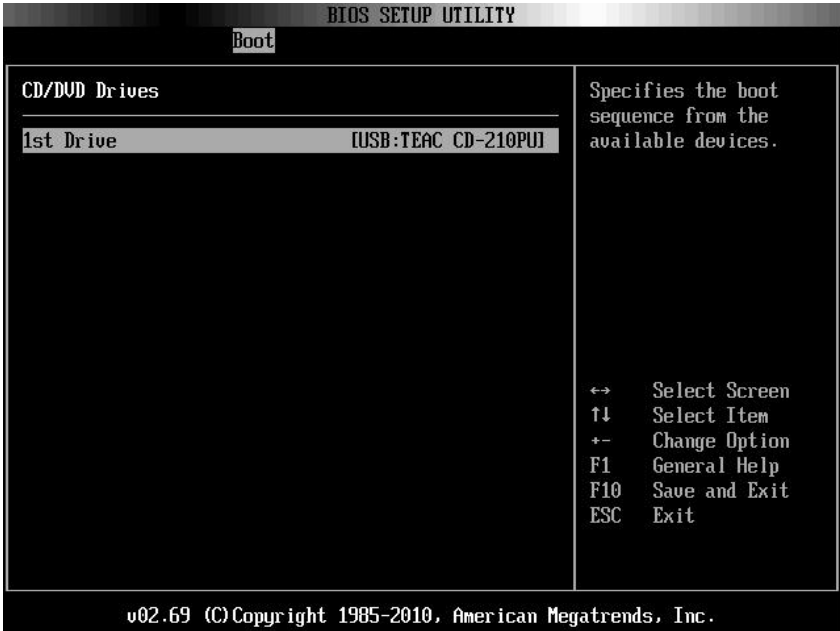 BIOS SETUP UTILITY
Boot
CD/DVD Drives
1st Drive [USB:TEAC CD-210PU]
Specifies the boot
sequence from the
available devices.
←→ Select Screen
↑↓ Select Item
+- Change Option
F1 General Help
F10 Save and Exit
ESC Exit
v02.69 (C)Copyright 1985-2010, American Megatrends, Inc.